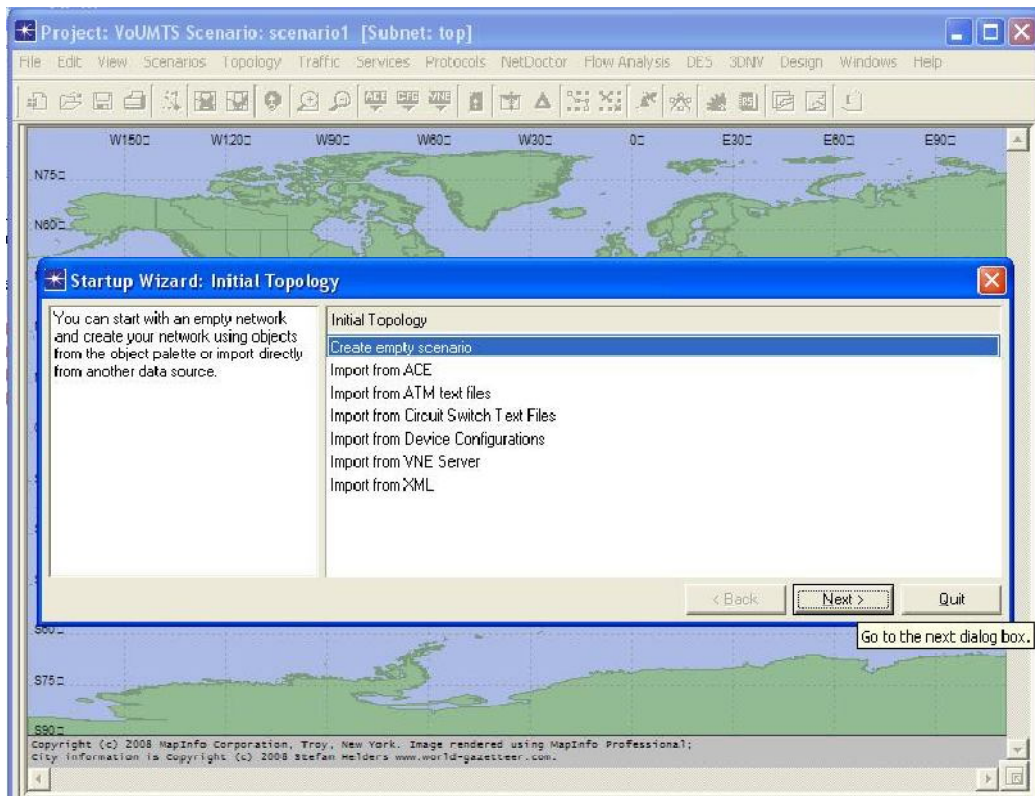 Project: VoUMTS Scenario: scenario1 [Subnet: top]
File Edit View Scenarios Topology Traffic Services Protocols NetDoctor Flow Analysis DES 3DNV Design Windows Help
W150 W120 W90 W60 W30 0 E30 E60 E90
N75
N60
Startup Wizard: Initial Topology
You can start with an empty network
and create your network using objects
from the object palette or import directly
from another data source.
Initial Topology
Create empty scenario
Import from ACE
Import from ATM text files
Import from Circuit Switch Text Files
Import from Device Configurations
Import from VNE Server
Import from XML
< Back Next > Quit
Go to the next dialog box.
S75
S90
Copyright (c) 2008 MapInfo Corporation, Troy, New York. Image rendered using MapInfo Professional;
City information is Copyright (c) 2008 Stefan Helders www.world-gazetteer.com.